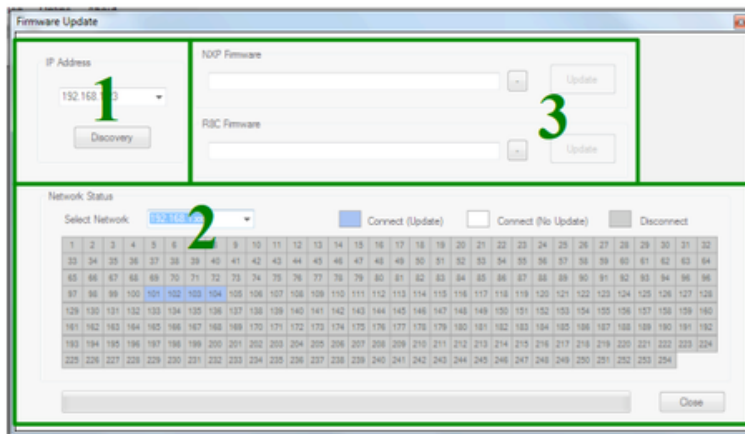 Firmware Update
IP Address
1
Discovery
NXP Firmware
-
Update
R8C Firmware
-
Update
3
Network Status
Select Network
2
Connect (Update)
Connect (No Update)
Disconnect
1 2 3 4 5 6 7 8 9 10 11 12 13 14 15 16 17 18 19 20 21 22 23 24 25 26 27 28 29 30 31 32
33 34 35 36 37 38 39 40 41 42 43 44 45 46 47 48 49 50 51 52 53 54 55 56 57 58 59 60 61 62 63 64
65 66 67 68 69 70 71 72 73 74 75 76 77 78 79 80 81 82 83 84 85 86 87 88 89 90 91 92 93 94 95 96
97 98 99 100 101 102 103 104 105 106 107 108 109 110 111 112 113 114 115 116 117 118 119 120 121 122 123 124 125 126 127 128
129 130 131 132 133 134 135 136 137 138 139 140 141 142 143 144 145 146 147 148 149 150 151 152 153 154 155 156 157 158 159 160
161 162 163 164 165 166 167 168 169 170 171 172 173 174 175 176 177 178 179 180 181 182 183 184 185 186 187 188 189 190 191 192
193 194 195 196 197 198 199 200 201 202 203 204 205 206 207 208 209 210 211 212 213 214 215 216 217 218 219 220 221 222 223 224
225 226 227 228 229 230 231 232 233 234 235 236 237 238 239 240 241 242 243 244 245 246 247 248 249 250 251 252 253 254
Close